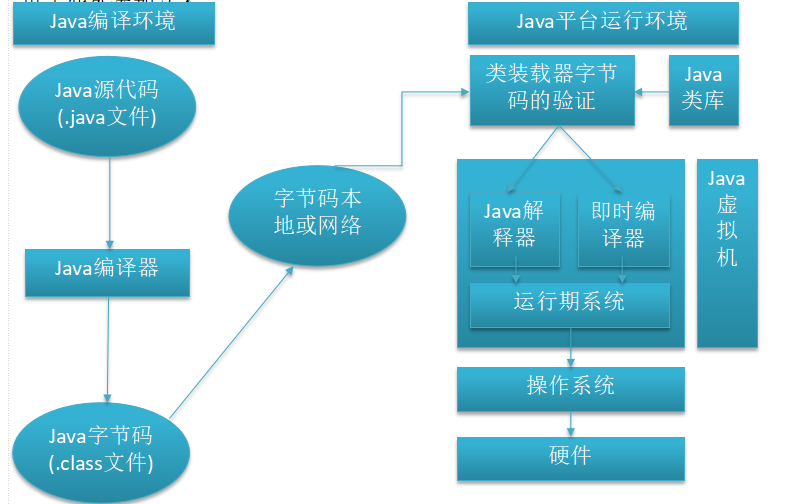 Java编译环境
Java源代码
(.java文件)
Java编译器
Java字节码
(.class文件)
字节码本
地或网络
Java平台运行环境
类装载器字节
码的验证
Java
类库
Java解
释器
即时编
译器
运行期系统
Java
虚
拟
机
操作系统
硬件